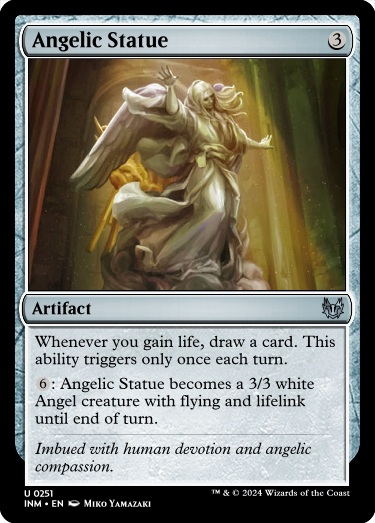 Angelic Statue 3
Artifact
Whenever you gain life, draw a card. This
ability triggers only once each turn.
6: Angelic Statue becomes a 3/3 white
Angel creature with flying and lifelink
until end of turn.
Imbued with human devotion and angelic
compassion.
U 0251
INM • EN Miko Yamazaki
™ & © 2024 Wizards of the Coast